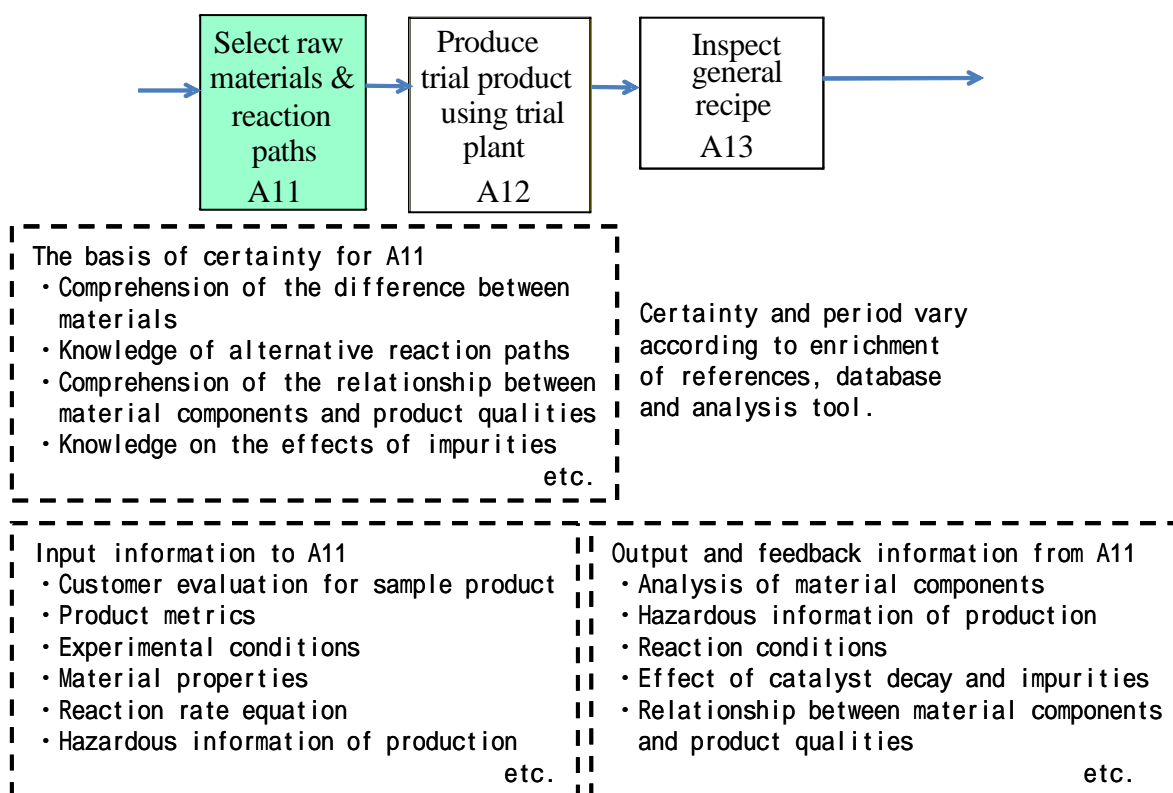 Select raw
materials &
reaction
paths
A11
Produce
trial product
using trial
plant
A12
Inspect
general
recipe
A13
The basis of certainty for A11
・Comprehension of the difference between
materials
・Knowledge of alternative reaction paths
・Comprehension of the relationship between
material components and product qualities
・Knowledge on the effects of impurities
etc.
Certainty and period vary
according to enrichment
of references, database
and analysis tool.
Input information to A11
・Customer evaluation for sample product
・Product metrics
・Experimental conditions
・Material properties
・Reaction rate equation
・Hazardous information of production
etc.
Output and feedback information from A11
・Analysis of material components
・Hazardous information of production
・Reaction conditions
・Effect of catalyst decay and impurities
・Relationship between material components
and product qualities
etc.